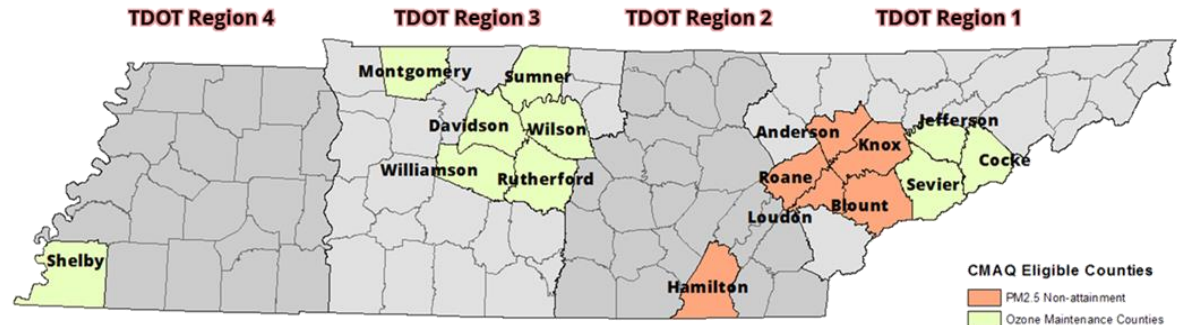 TDOT Region 4
TDOT Region 3
TDOT Region 2
TDOT Region 1
Montgomery
Sumner
Davidson
Wilson
Williamson
Rutherford
Anderson
Jefferson
Knox
Cocke
Roane
Sevier
Blount
Loudon
Shelby
Hamilton
CMAQ Eligible Counties
PM2.5 Non-attainment
Ozone Maintenance Counties